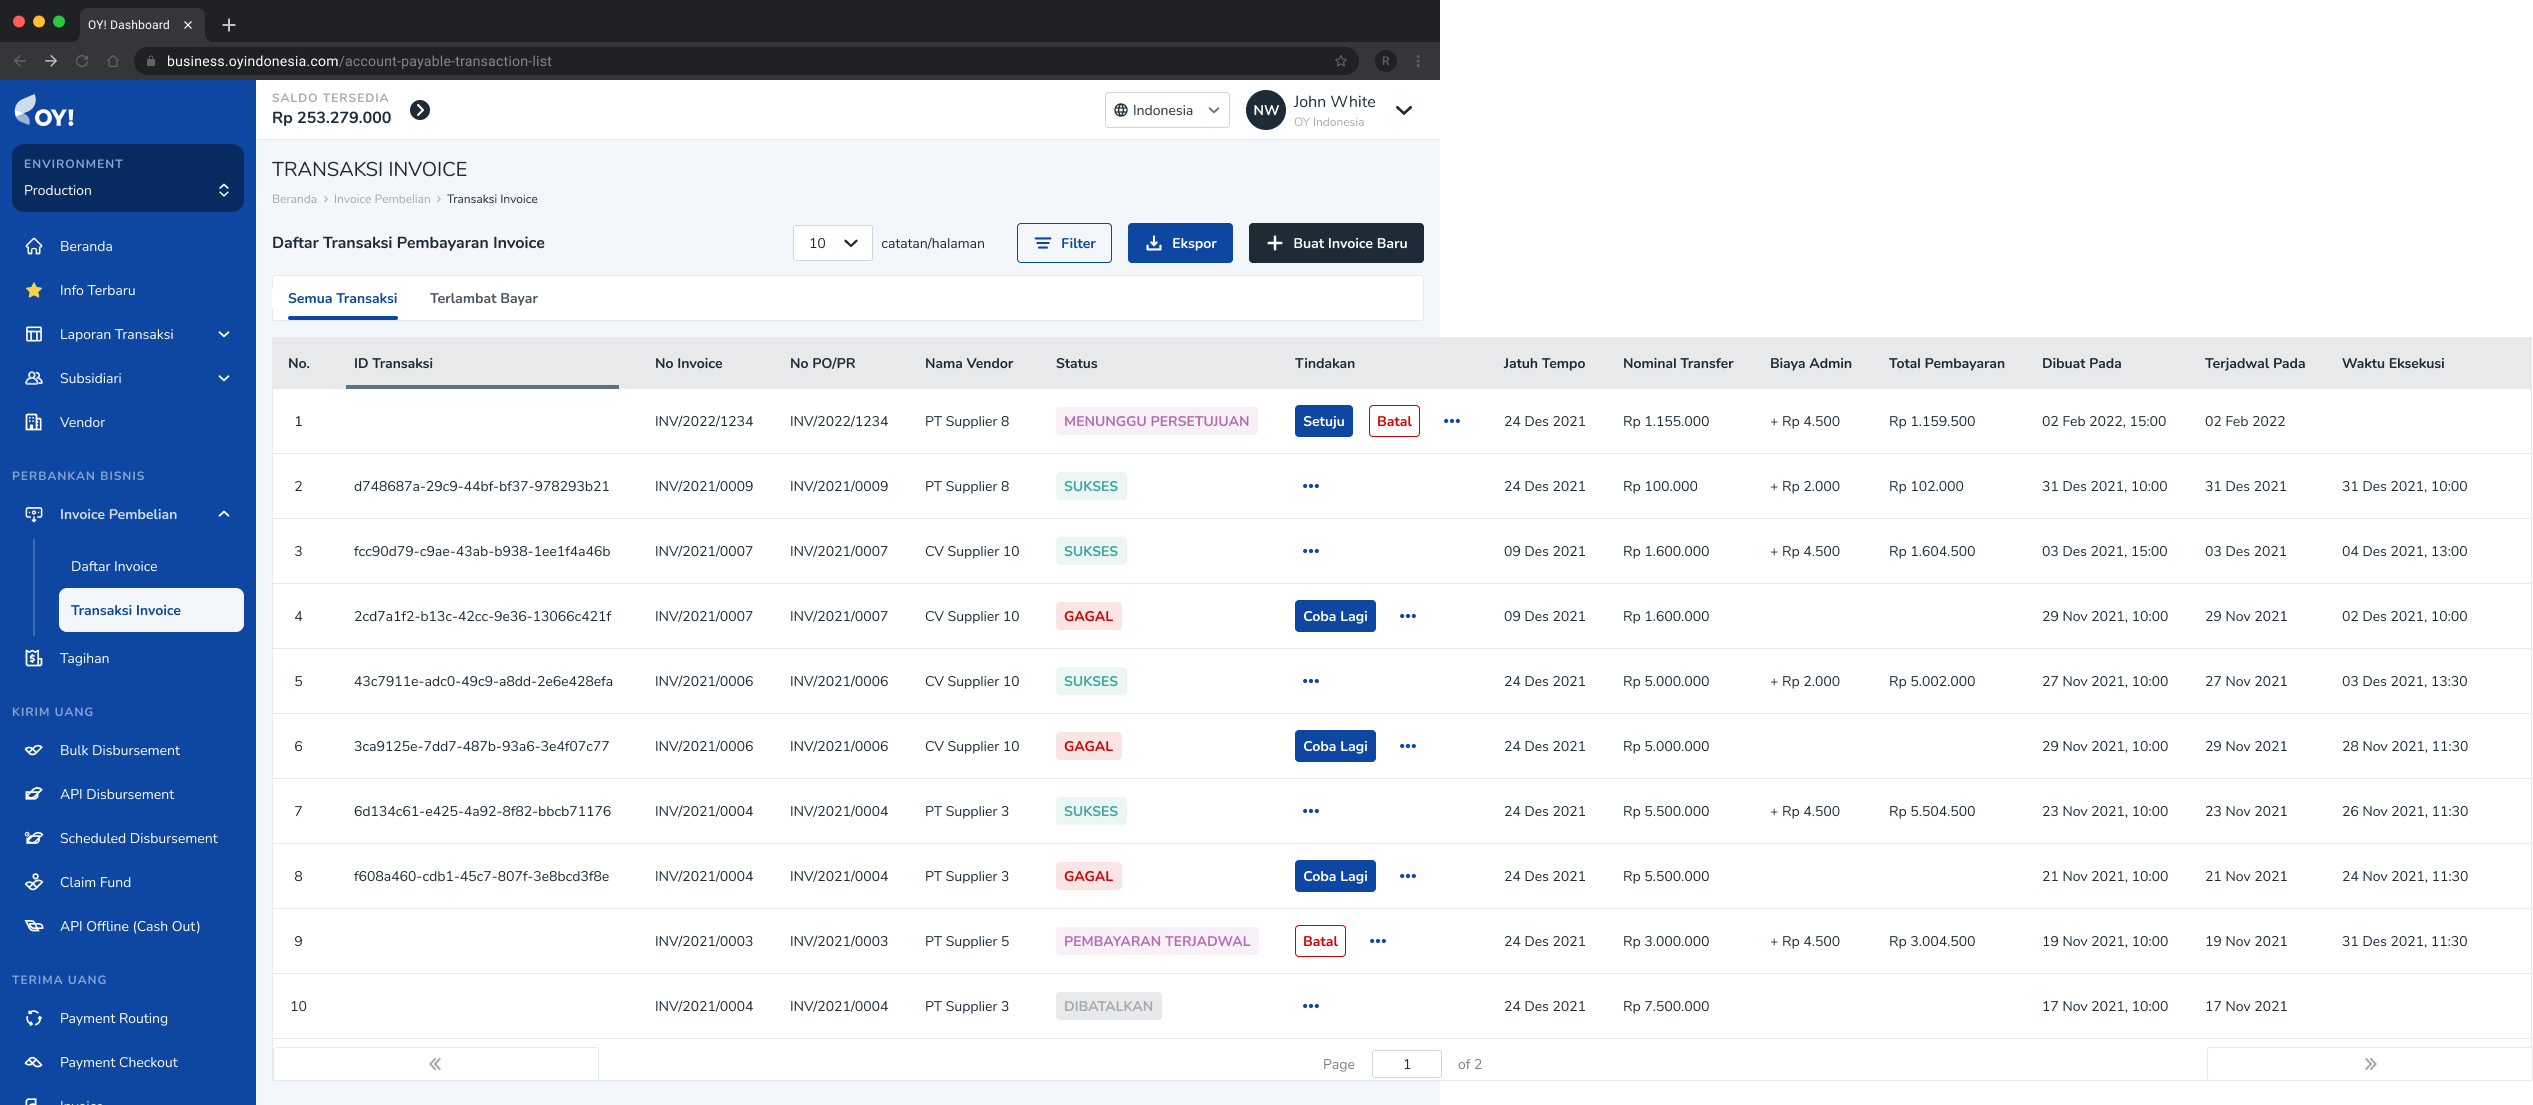 OY! Dashboard
business.oyindonesia.com/account-payable-transaction-list
R
OY!
ENVIRONMENT
Production
Beranda
Info Terbaru
Laporan Transaksi
Subsidiari
Vendor
PERBANKAN BISNIS
Invoice Pembelian
Daftar Invoice
Transaksi Invoice
Tagihan
KIRIM UANG
Bulk Disbursement
API Disbursement
Scheduled Disbursement
Claim Fund
API Offline (Cash Out)
TERIMA UANG
Payment Routing
Payment Checkout
Invoice
SALDO TERSEDIA
Rp 253.279.000
Indonesia
NW
John White
OY Indonesia
TRANSAKSI INVOICE
Beranda > Invoice Pembelian > Transaksi Invoice
Daftar Transaksi Pembayaran Invoice
10 catatan/halaman
Filter
Ekspor
Buat Invoice Baru
Semua Transaksi Terlambat Bayar
No. ID Transaksi No Invoice No PO/PR Nama Vendor Status Tindakan Jatuh Tempo Nominal Transfer Biaya Admin Total Pembayaran Dibuat Pada Terjadwal Pada Waktu Eksekusi
1 INV/2022/1234 INV/2022/1234 PT Supplier 8 MENUNGGU PERSETUJUAN Setuju Batal ••• 24 Des 2021 Rp 1.155.000 + Rp 4.500 Rp 1.159.500 02 Feb 2022, 15:00 02 Feb 2022
2 d748687a-29c9-44bf-bf37-978293b21 INV/2021/0009 INV/2021/0009 PT Supplier 8 SUKSES ••• 24 Des 2021 Rp 100.000 + Rp 2.000 Rp 102.000 31 Des 2021, 10:00 31 Des 2021 31 Des 2021, 10:00
3 fcc90d79-c9ae-43ab-b938-1ee1f4a46b INV/2021/0007 INV/2021/0007 CV Supplier 10 SUKSES ••• 09 Des 2021 Rp 1.600.000 + Rp 4.500 Rp 1.604.500 03 Des 2021, 15:00 03 Des 2021 04 Des 2021, 13:00
4 2cd7a1f2-b13c-42cc-9e36-13066c421f INV/2021/0007 INV/2021/0007 CV Supplier 10 GAGAL Coba Lagi ••• 09 Des 2021 Rp 1.600.000 29 Nov 2021, 10:00 29 Nov 2021 02 Des 2021, 10:00
5 43c7911e-adc0-49c9-a8dd-2e6e428efa INV/2021/0006 INV/2021/0006 CV Supplier 10 SUKSES ••• 24 Des 2021 Rp 5.000.000 + Rp 2.000 Rp 5.002.000 27 Nov 2021, 10:00 27 Nov 2021 03 Des 2021, 13:30
6 3ca9125e-7dd7-487b-93a6-3e4f07c77 INV/2021/0006 INV/2021/0006 CV Supplier 10 GAGAL Coba Lagi ••• 24 Des 2021 Rp 5.000.000 29 Nov 2021, 10:00 29 Nov 2021 28 Nov 2021, 11:30
7 6d134c61-e425-4a92-8f82-bbcb71176 INV/2021/0004 INV/2021/0004 PT Supplier 3 SUKSES ••• 24 Des 2021 Rp 5.500.000 + Rp 4.500 Rp 5.504.500 23 Nov 2021, 10:00 23 Nov 2021 26 Nov 2021, 11:30
8 f608a460-cdb1-45c7-807f-3e8bcd3f8e INV/2021/0004 INV/2021/0004 PT Supplier 3 GAGAL Coba Lagi ••• 24 Des 2021 Rp 5.500.000 21 Nov 2021, 10:00 21 Nov 2021 24 Nov 2021, 11:30
9 INV/2021/0003 INV/2021/0003 PT Supplier 5 PEMBAYARAN TERJADWAL Batal ••• 24 Des 2021 Rp 3.000.000 + Rp 4.500 Rp 3.004.500 19 Nov 2021, 10:00 19 Nov 2021 31 Des 2021, 11:30
10 INV/2021/0004 INV/2021/0004 PT Supplier 3 DIBATALKAN ••• 24 Des 2021 Rp 7.500.000 17 Nov 2021, 10:00 17 Nov 2021
« Page 1 of 2 »